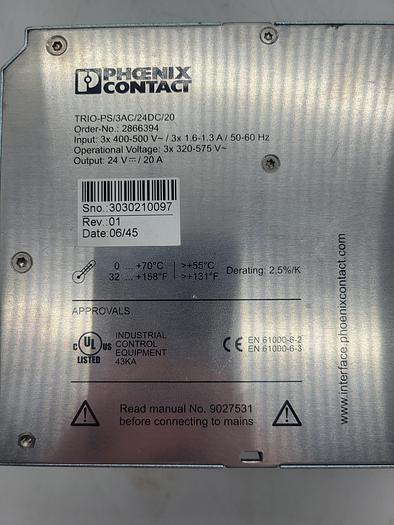 PHŒNIX
CONTACT
TRIO-PS/3AC/24DC/20
Order-No.: 2866394
Input: 3x 400-500 V~ / 3x 1.6-1.3 A / 50-60 Hz
Operational Voltage: 3x 320-575 V~
Output: 24 V⎓ / 20 A
Sno.:3030210097
Rev.:01
Date:06/45
0 ....+70°C >+55°C
32 ....+158°F >+131°F
Derating: 2,5%/K
APPROVALS
C UL US
LISTED
INDUSTRIAL
CONTROL
EQUIPMENT
43KA
CE EN 61000-6-2
EN 61000-6-3
Read manual No. 9027531
before connecting to mains
www.interface.phoenixcontact.com